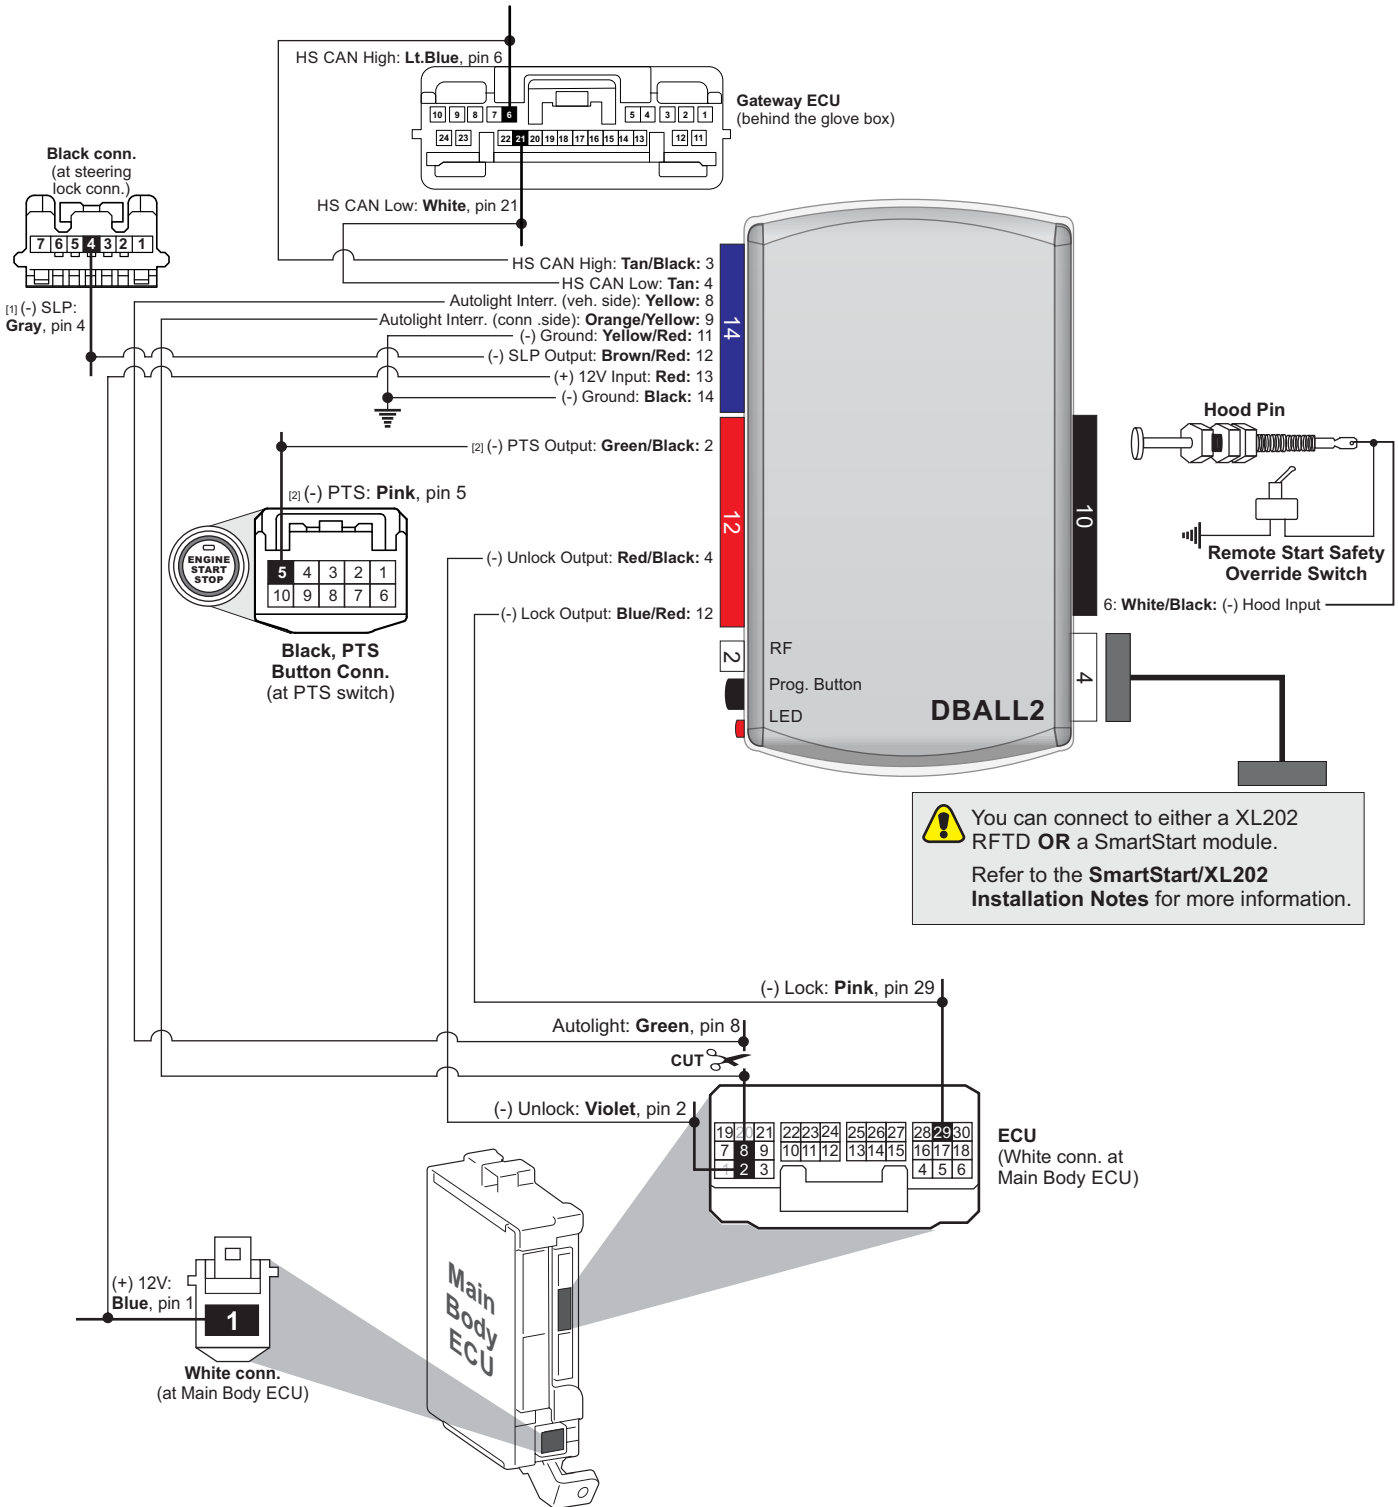 HS CAN High: Lt.Blue, pin 6
Gateway ECU
(behind the glove box)
10 9 8 7 6 5 4 3 2 1
24 23 22 21 20 19 18 17 16 15 14 13 12 11
Black conn.
(at steering
lock conn.)
7 6 5 4 3 2 1
HS CAN Low: White, pin 21
[1] (-) SLP:
Gray, pin 4
HS CAN High: Tan/Black: 3
HS CAN Low: Tan: 4
Autolight Interr. (veh. side): Yellow: 8
Autolight Interr. (conn .side): Orange/Yellow: 9
(-) Ground: Yellow/Red: 11
(-) SLP Output: Brown/Red: 12
(+) 12V Input: Red: 13
(-) Ground: Black: 14
14
[2] (-) PTS Output: Green/Black: 2
[2] (-) PTS: Pink, pin 5
ENGINE
START
STOP
5 4 3 2 1
10 9 8 7 6
Black, PTS
Button Conn.
(at PTS switch)
12
(-) Unlock Output: Red/Black: 4
(-) Lock Output: Blue/Red: 12
2
RF
Prog. Button
LED
DBALL2
10
4
Hood Pin
Remote Start Safety
Override Switch
6: White/Black: (-) Hood Input
You can connect to either a XL202
RFTD OR a SmartStart module.
Refer to the SmartStart/XL202
Installation Notes for more information.
(-) Lock: Pink, pin 29
Autolight: Green, pin 8
CUT
(-) Unlock: Violet, pin 2
19 20 21 22 23 24 25 26 27 28 29 30
7 8 9 10 11 12 13 14 15 16 17 18
1 2 3 4 5 6
ECU
(White conn. at
Main Body ECU)
Main
Body
ECU
(+) 12V:
Blue, pin 1
1
White conn.
(at Main Body ECU)